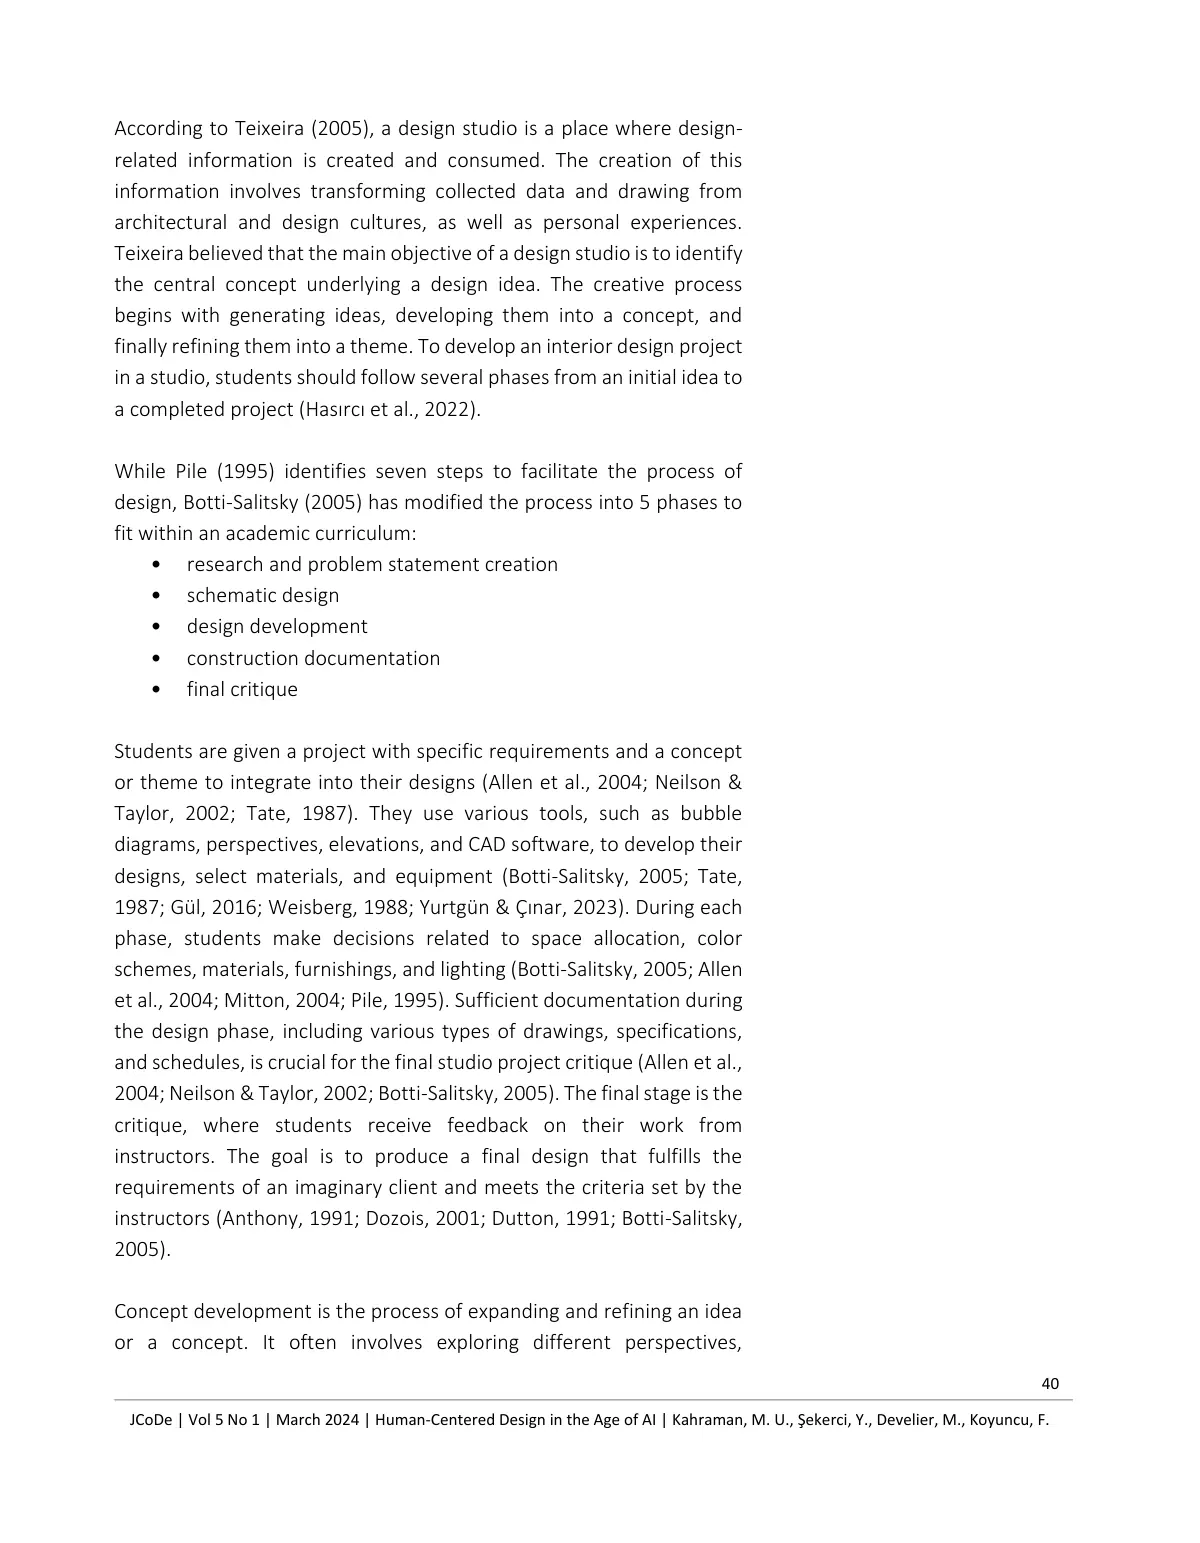 According to Teixeira (2005), a design studio is a place where design-
related information is created and consumed. The creation of this
information involves transforming collected data and drawing from
architectural and design cultures, as well as personal experiences.
Teixeira believed that the main objective of a design studio is to identify
the central concept underlying a design idea. The creative process
begins with generating ideas, developing them into a concept, and
finally refining them into a theme. To develop an interior design project
in a studio, students should follow several phases from an initial idea to
a completed project (Hasırcı et al., 2022).
While Pile (1995) identifies seven steps to facilitate the process of
design, Botti-Salitsky (2005) has modified the process into 5 phases to
fit within an academic curriculum:
• research and problem statement creation
• schematic design
• design development
• construction documentation
• final critique
Students are given a project with specific requirements and a concept
or theme to integrate into their designs (Allen et al., 2004; Neilson &
Taylor, 2002; Tate, 1987). They use various tools, such as bubble
diagrams, perspectives, elevations, and CAD software, to develop their
designs, select materials, and equipment (Botti-Salitsky, 2005; Tate,
1987; Gül, 2016; Weisberg, 1988; Yurtgün & Çınar, 2023). During each
phase, students make decisions related to space allocation, color
schemes, materials, furnishings, and lighting (Botti-Salitsky, 2005; Allen
et al., 2004; Mitton, 2004; Pile, 1995). Sufficient documentation during
the design phase, including various types of drawings, specifications,
and schedules, is crucial for the final studio project critique (Allen et al.,
2004; Neilson & Taylor, 2002; Botti-Salitsky, 2005). The final stage is the
critique, where students receive feedback on their work from
instructors. The goal is to produce a final design that fulfills the
requirements of an imaginary client and meets the criteria set by the
instructors (Anthony, 1991; Dozois, 2001; Dutton, 1991; Botti-Salitsky,
2005).
Concept development is the process of expanding and refining an idea
or a concept. It often involves exploring different perspectives,
40
JCoDe | Vol 5 No 1 | March 2024 | Human-Centered Design in the Age of AI | Kahraman, M. U., Şekerci, Y., Develier, M., Koyuncu, F.